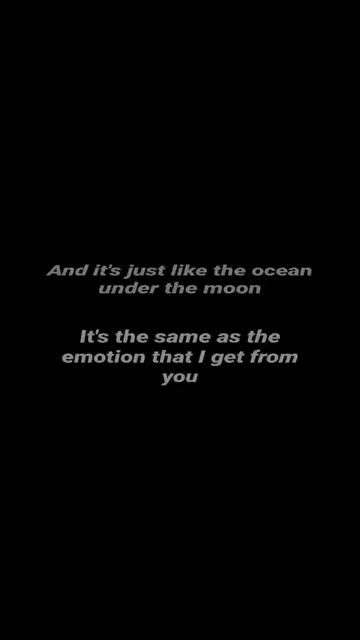 And it's just like the ocean
under the moon
It's the same as the
emotion that I get from
you